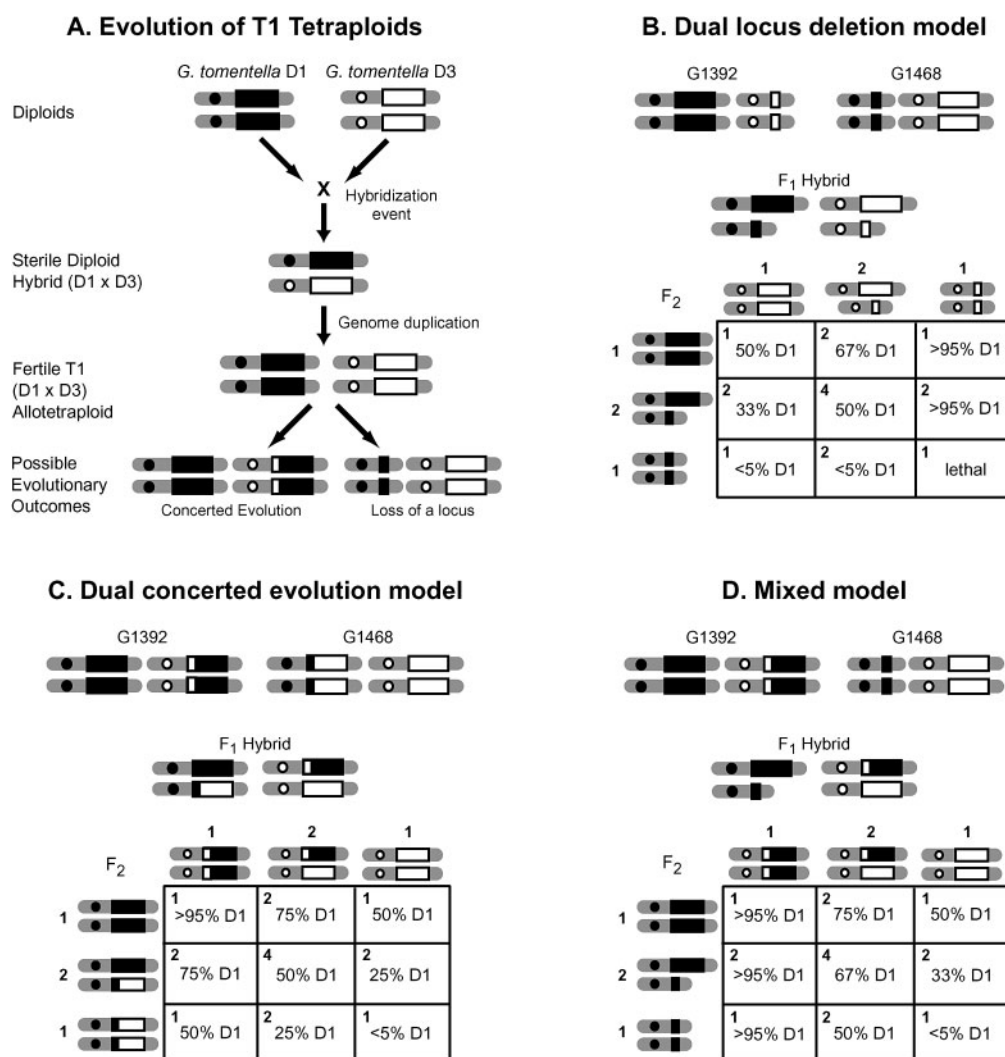 A. Evolution of T1 Tetraploids
G. tomentella D1 G. tomentella D3
Diploids
X
Hybridization
event
Sterile Diploid
Hybrid (D1 x D3)
Genome duplication
Fertile T1
(D1 x D3)
Allotetraploid
Possible
Evolutionary
Outcomes
Concerted Evolution Loss of a locus
B. Dual locus deletion model
G1392 G1468
F1 Hybrid
1 2 1
F2
1 1 50% D1 2 67% D1 1 >95% D1
2 2 33% D1 4 50% D1 2 >95% D1
1 1 <5% D1 2 <5% D1 1 lethal
C. Dual concerted evolution model
G1392 G1468
F1 Hybrid
1 2 1
F2
1 1 >95% D1 2 75% D1 1 50% D1
2 2 75% D1 4 50% D1 2 25% D1
1 1 50% D1 2 25% D1 1 <5% D1
D. Mixed model
G1392 G1468
F1 Hybrid
1 2 1
F2
1 1 >95% D1 2 75% D1 1 50% D1
2 2 >95% D1 4 67% D1 2 33% D1
1 1 >95% D1 2 50% D1 1 <5% D1